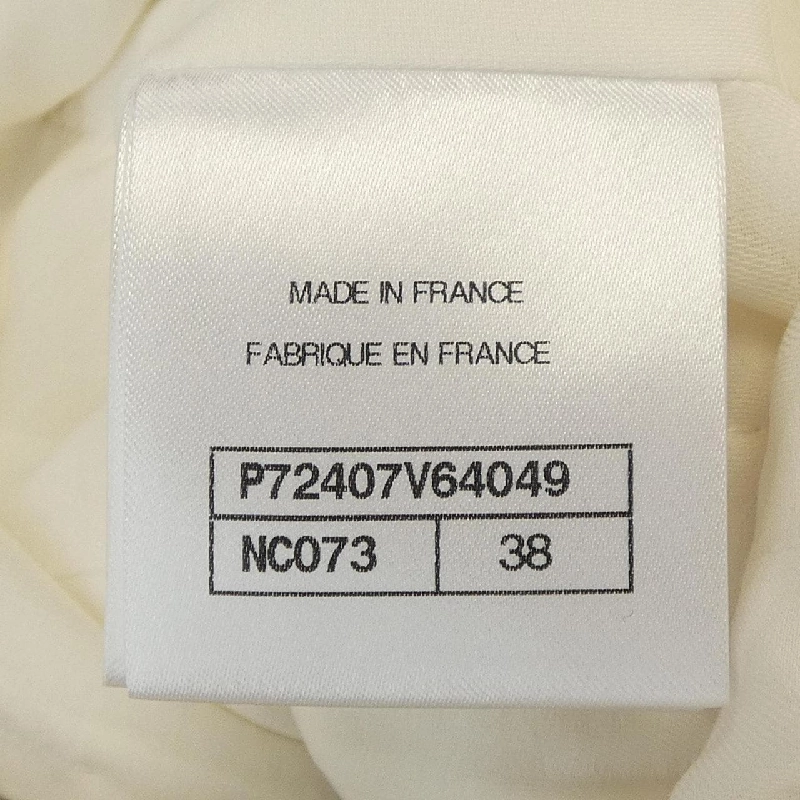 MADE IN FRANCE
FABRIQUE EN FRANCE
P72407V64049
NC073 38